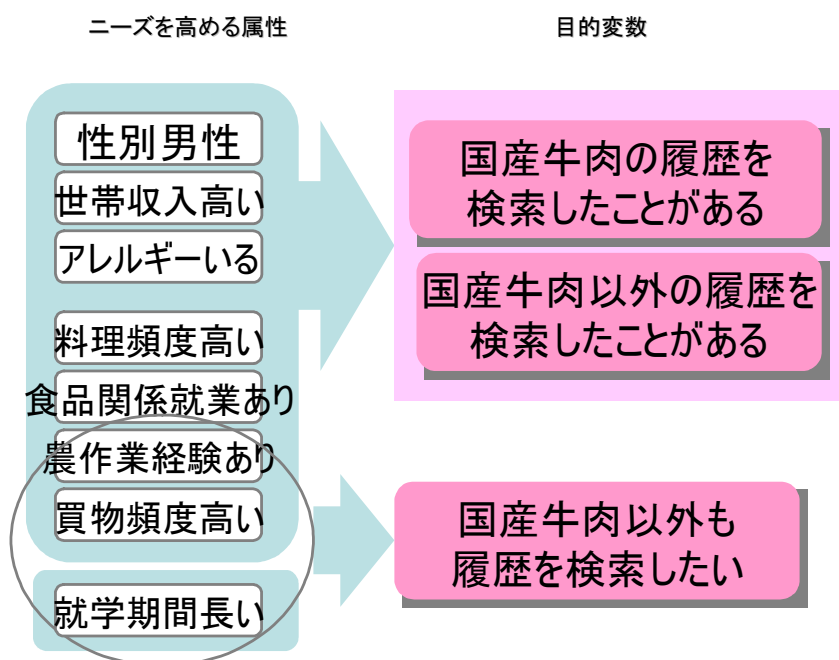 ニーズを高める属性
目的変数
性別男性
世帯収入高い
アレルギーいる
料理頻度高い
食品関係就業あり
農作業経験あり
買物頻度高い
就学期間長い
国産牛肉の履歴を
検索したことがある
国産牛肉以外の履歴を
検索したことがある
国産牛肉以外も
履歴を検索したい